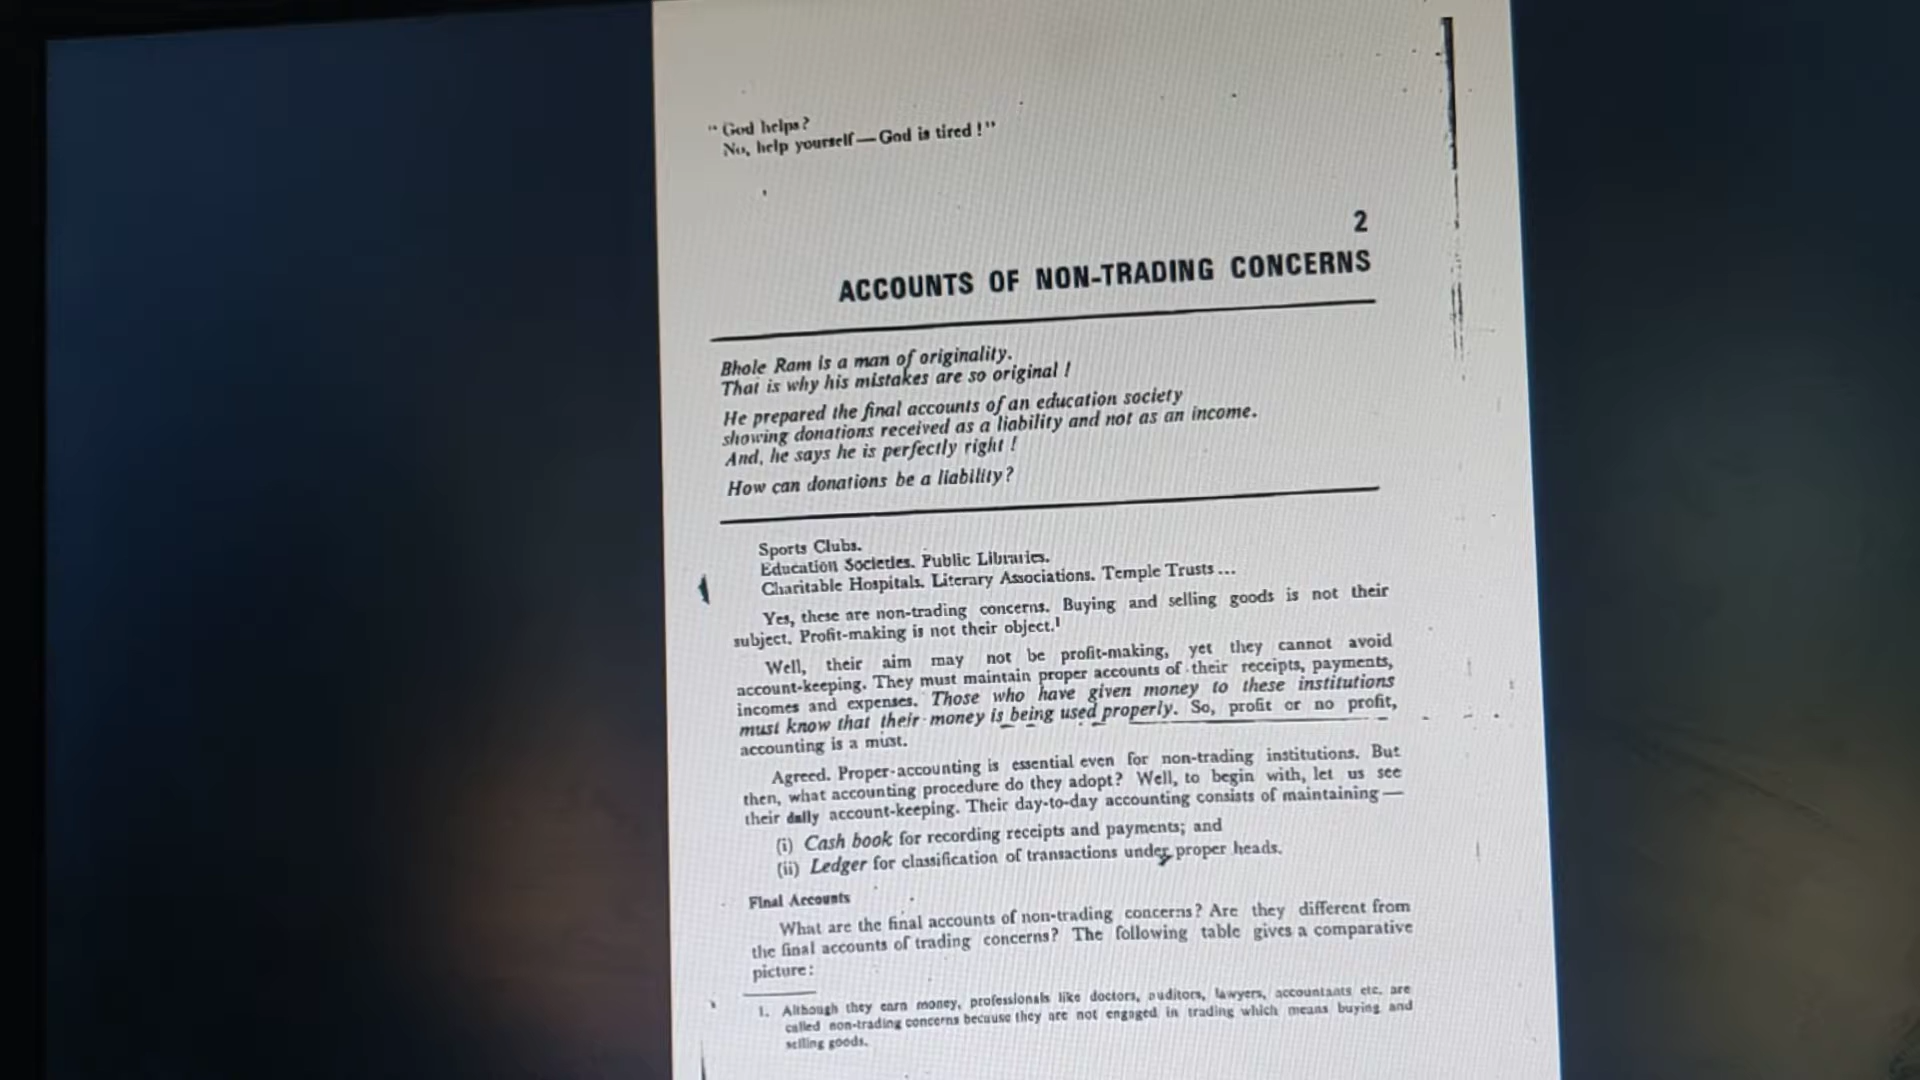 "God helps?
No, help yourself—God is tired!"
2
ACCOUNTS OF NON-TRADING CONCERNS
Bhole Ram is a man of originality.
That is why his mistakes are so original!
He prepared the final accounts of an education society
showing donations received as a liability and not as an income.
And, he says he is perfectly right!
How can donations be a liability?
Sports Clubs.
Education Societies. Public Libraries.
Charitable Hospitals. Literary Associations. Temple Trusts...
Yes, these are non-trading concerns. Buying and selling goods is not their
subject. Profit-making is not their object.¹
Well, their aim may not be profit-making, yet they cannot avoid
account-keeping. They must maintain proper accounts of their receipts, payments,
incomes and expenses. Those who have given money to these institutions
must know that their money is being used properly. So, profit or no profit,
accounting is a must.
Agreed. Proper-accounting is essential even for non-trading institutions. But
then, what accounting procedure do they adopt? Well, to begin with, let us see
their daily account-keeping. Their day-to-day accounting consists of maintaining—
(i) Cash book for recording receipts and payments; and
(ii) Ledger for classification of transactions under proper heads.
Final Accounts
What are the final accounts of non-trading concerns? Are they different from
the final accounts of trading concerns? The following table gives a comparative
picture:
1. Although they earn money, professionals like doctors, auditors, lawyers, accountants etc. are
called non-trading concerns because they are not engaged in trading which means buying and
selling goods.